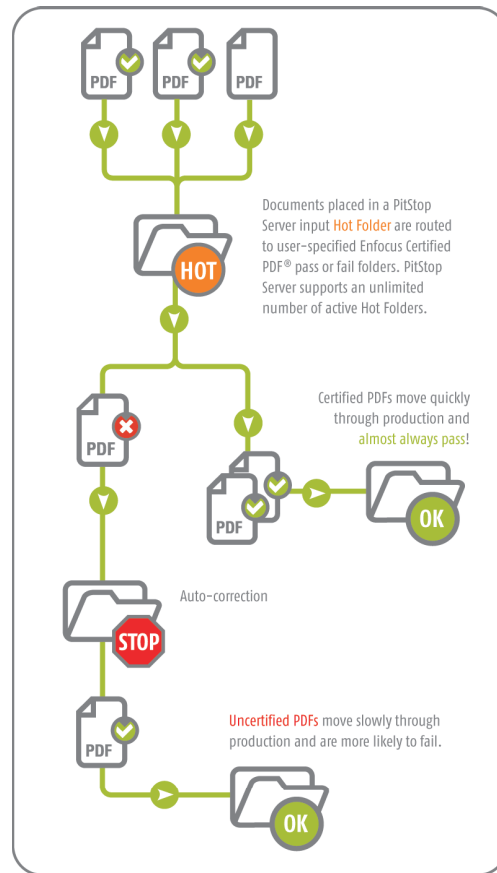 PDF
PDF
PDF
Documents placed in a PitStop
Server input Hot Folder are routed
to user-specified Enfocus Certified
PDF® pass or fail folders. PitStop
Server supports an unlimited
number of active Hot Folders.
HOT
Certified PDFs move quickly
through production and
almost always pass!
PDF
PDF
OK
Auto-correction
STOP
Uncertified PDFs move slowly through
production and are more likely to fail.
PDF
OK